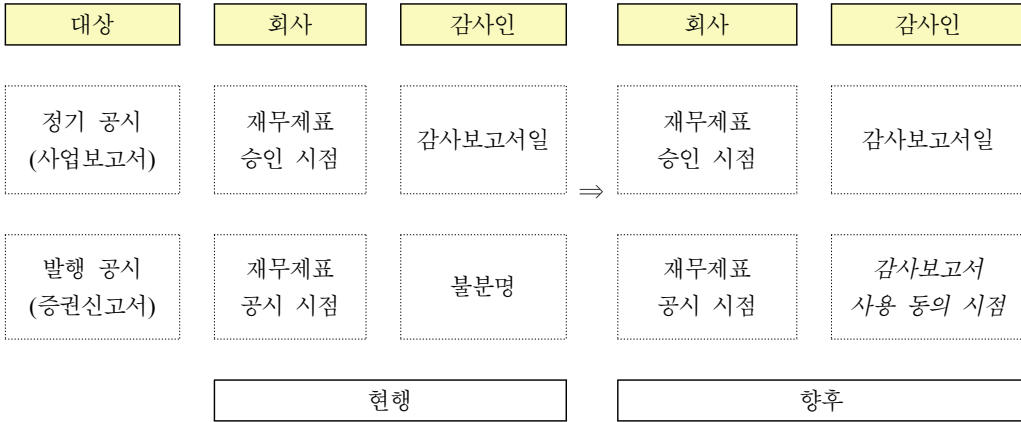 대상 회사 감사인 회사 감사인
정기 공시 재무제표 재무제표
(사업보고서) 승인 시점 감사보고서일 승인 시점 감사보고서일
⇒
발행 공시 재무제표 재무제표 감사보고서
(증권신고서) 공시 시점 불분명 공시 시점 사용 동의 시점
현행 향후